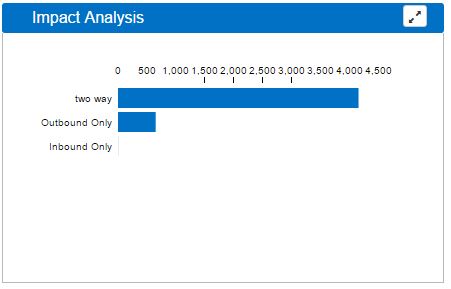 Impact Analysis
0 500 1,000 1,500 2,000 2,500 3,000 3,500 4,000 4,500
two way
Outbound Only
Inbound Only